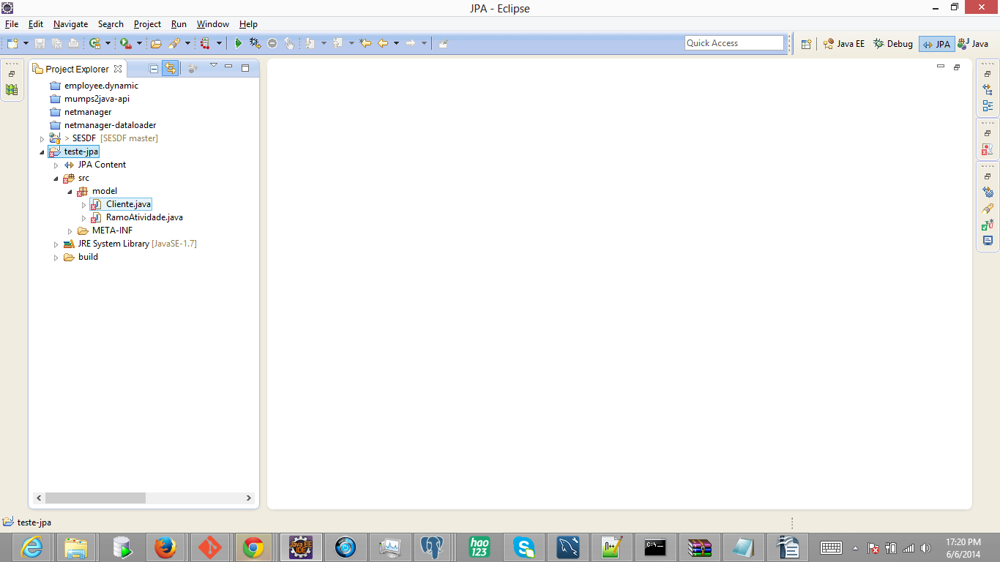 JPA - Eclipse
File Edit Navigate Search Project Run Window Help
Quick Access
Java EE Debug JPA Java
Project Explorer
employee.dynamic
mumps2java-api
netmanager
netmanager-dataloader
> SESDF [SESDF master]
teste-jpa
JPA Content
src
model
Cliente.java
RamoAtividade.java
META-INF
JRE System Library [JavaSE-1.7]
build
teste-jpa
Java EE
IDE
hao
123
C:\_
17:20 PM
6/6/2014